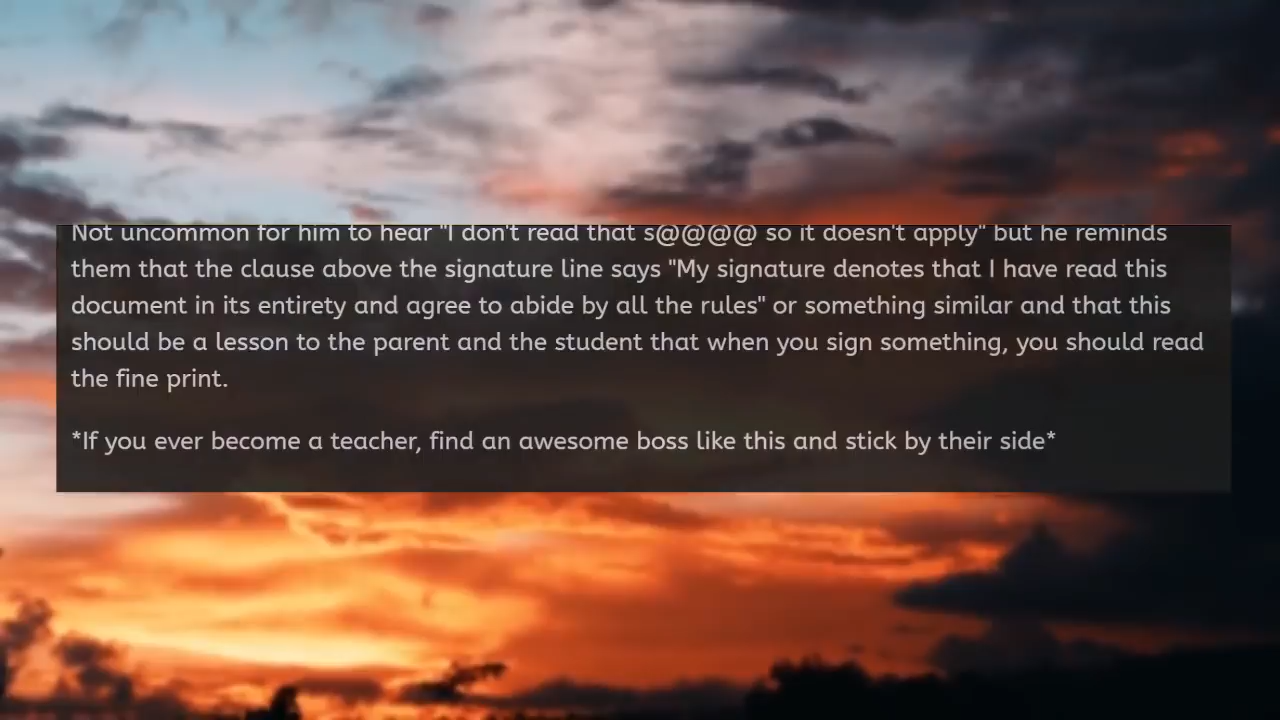 Not uncommon for him to hear "I don't read that s@@@@ so it doesn't apply" but he reminds
them that the clause above the signature line says "My signature denotes that I have read this
document in its entirety and agree to abide by all the rules" or something similar and that this
should be a lesson to the parent and the student that when you sign something, you should read
the fine print.
*If you ever become a teacher, find an awesome boss like this and stick by their side*